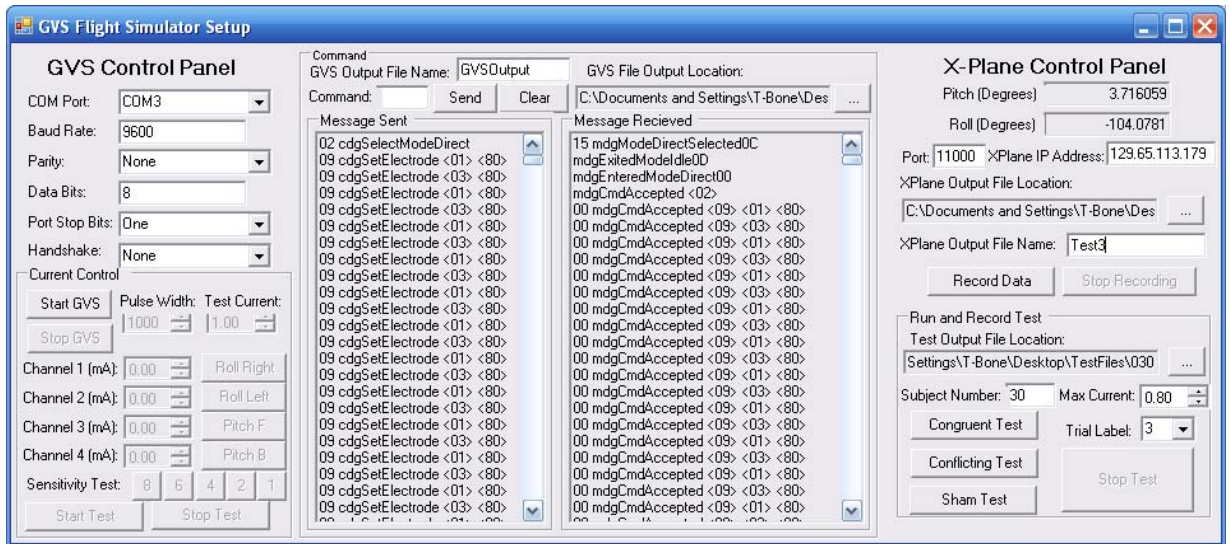 GVS Flight Simulator Setup
GVS Control Panel
COM Port: COM3
Baud Rate: 9600
Parity: None
Data Bits: 8
Port Stop Bits: One
Handshake: None
Current Control
Start GVS Pulse Width: Test Current:
Stop GVS 1000 1.00
Channel 1 (mA): 0.00 Roll Right
Channel 2 (mA): 0.00 Roll Left
Channel 3 (mA): 0.00 Pitch F
Channel 4 (mA): 0.00 Pitch B
Sensitivity Test: 8 6 4 2 1
Start Test Stop Test
Command
GVS Output File Name: GVSOutput GVS File Output Location:
Command: Send Clear C:\Documents and Settings\T-Bone\Des ...
Message Sent
02 cdgSelectModeDirect
09 cdgSetElectrode <01> <80>
09 cdgSetElectrode <03> <80>
09 cdgSetElectrode <01> <80>
09 cdgSetElectrode <03> <80>
09 cdgSetElectrode <01> <80>
09 cdgSetElectrode <03> <80>
09 cdgSetElectrode <01> <80>
09 cdgSetElectrode <03> <80>
09 cdgSetElectrode <01> <80>
09 cdgSetElectrode <03> <80>
09 cdgSetElectrode <01> <80>
09 cdgSetElectrode <03> <80>
09 cdgSetElectrode <01> <80>
09 cdgSetElectrode <03> <80>
09 cdgSetElectrode <01> <80>
09 cdgSetElectrode <03> <80>
09 cdgSetElectrode <01> <80>
09 cdgSetElectrode <03> <80>
09 cdgSetElectrode <01> <80>
09 cdgSetElectrode <03> <80>
Message Recieved
15 mdgModeDirectSelected0C
mdgExitedModeIdle0D
mdgEnteredModeDirect00
mdgCmdAccepted <02>
00 mdgCmdAccepted <09> <01> <80>
00 mdgCmdAccepted <09> <03> <80>
00 mdgCmdAccepted <09> <01> <80>
00 mdgCmdAccepted <09> <03> <80>
00 mdgCmdAccepted <09> <01> <80>
00 mdgCmdAccepted <09> <03> <80>
00 mdgCmdAccepted <09> <01> <80>
00 mdgCmdAccepted <09> <03> <80>
00 mdgCmdAccepted <09> <01> <80>
00 mdgCmdAccepted <09> <03> <80>
00 mdgCmdAccepted <09> <01> <80>
00 mdgCmdAccepted <09> <03> <80>
00 mdgCmdAccepted <09> <01> <80>
00 mdgCmdAccepted <09> <03> <80>
00 mdgCmdAccepted <09> <01> <80>
00 mdgCmdAccepted <09> <03> <80>
00 mdgCmdAccepted <09> <01> <80>
X-Plane Control Panel
Pitch (Degrees) 3.716059
Roll (Degrees) -104.0781
Port: 11000 XPlane IP Address: 129.65.113.179
XPlane Output File Location:
C:\Documents and Settings\T-Bone\Des ...
XPlane Output File Name: Test3
Record Data Stop Recording
Run and Record Test
Test Output File Location:
Settings\T-Bone\Desktop\TestFiles\030 ...
Subject Number: 30 Max Current: 0.80
Congruent Test Trial Label: 3
Conflicting Test
Stop Test
Sham Test